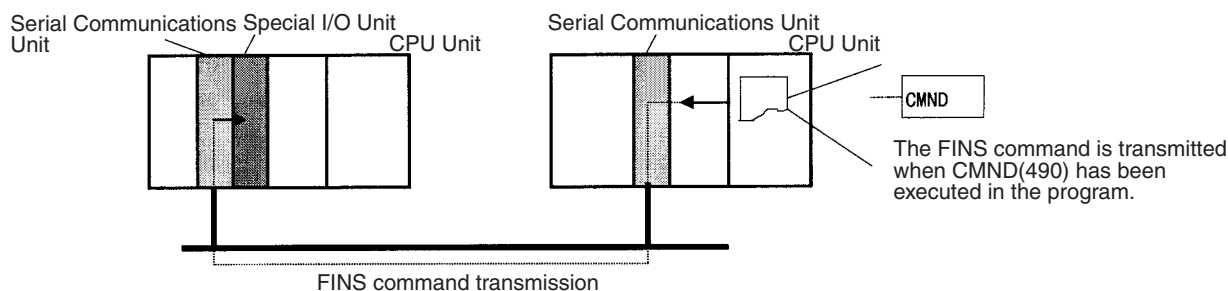 Serial Communications Unit
Special I/O Unit
CPU Unit
Serial Communications Unit
CPU Unit
CMND
The FINS command is transmitted
when CMND(490) has been
executed in the program.
FINS command transmission